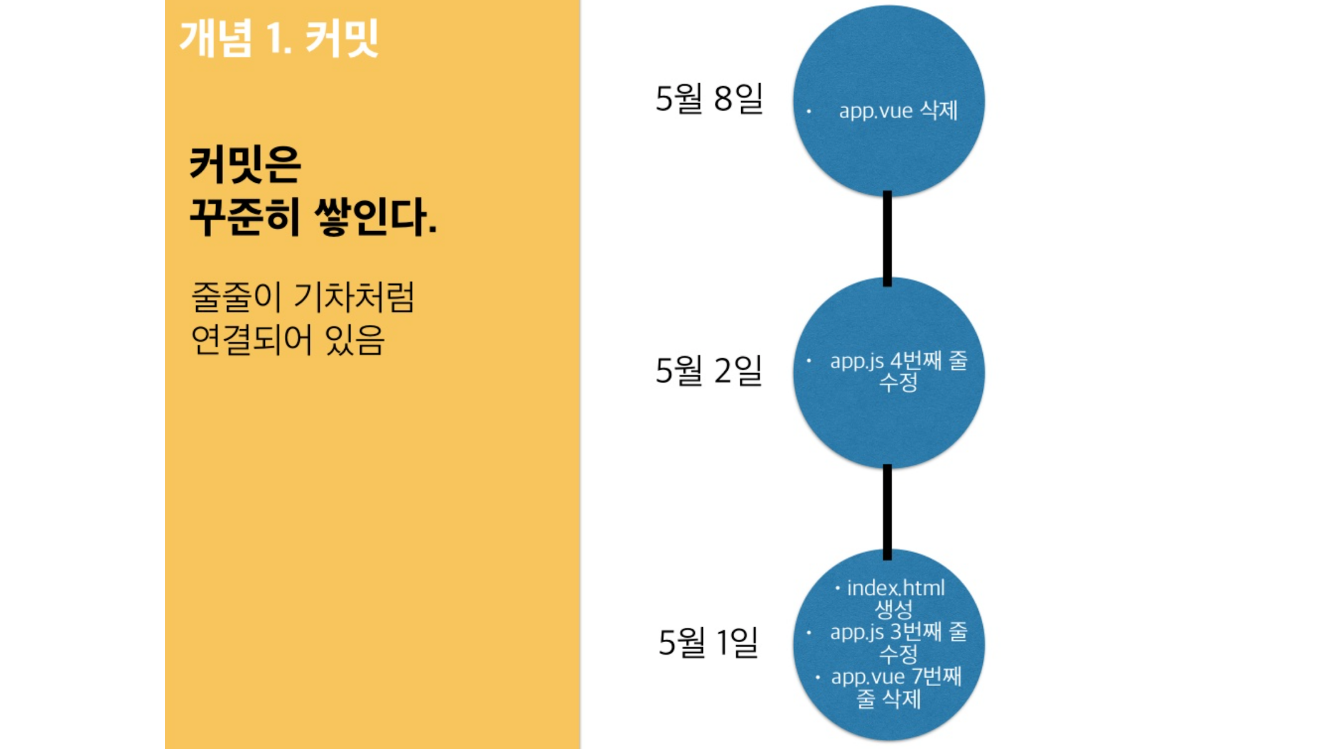 개념 1. 커밋
커밋은
꾸준히 쌓인다.
줄줄이 기차처럼
연결되어 있음
5월 8일
• app.vue 삭제
5월 2일
• app.js 4번째 줄
수정
5월 1일
• index.html
생성
• app.js 3번째 줄
수정
• app.vue 7번째
줄 삭제